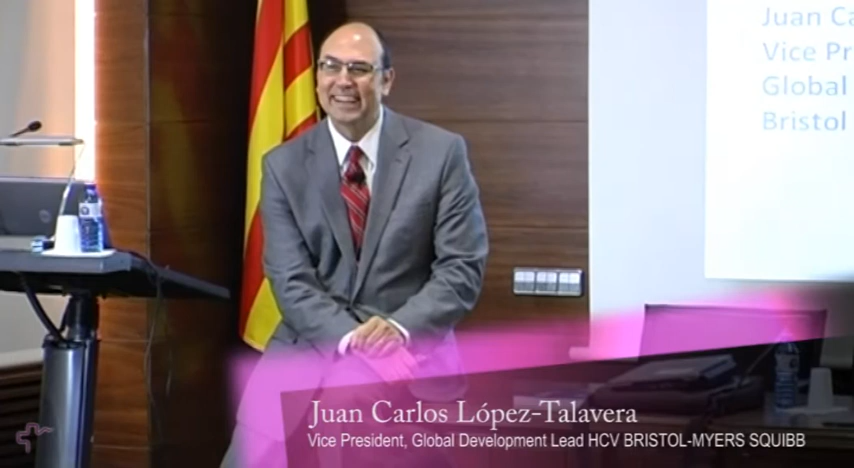 Juan Ca
Vice Pr
Global
Bristol
Juan Carlos López-Talavera
Vice President, Global Development Lead HCV BRISTOL-MYERS SQUIBB